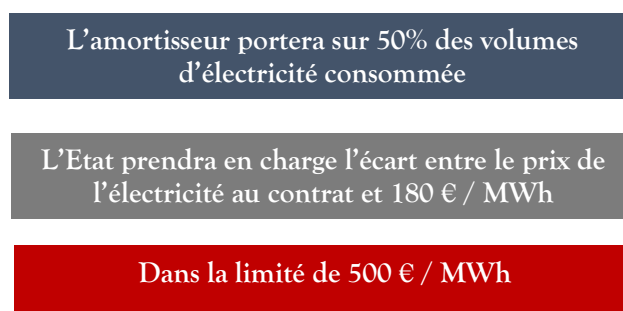 L'amortisseur portera sur 50% des volumes
d'électricité consommée
L'Etat prendra en charge l'écart entre le prix de
l'électricité au contrat et 180 € / MWh
Dans la limité de 500 € / MWh